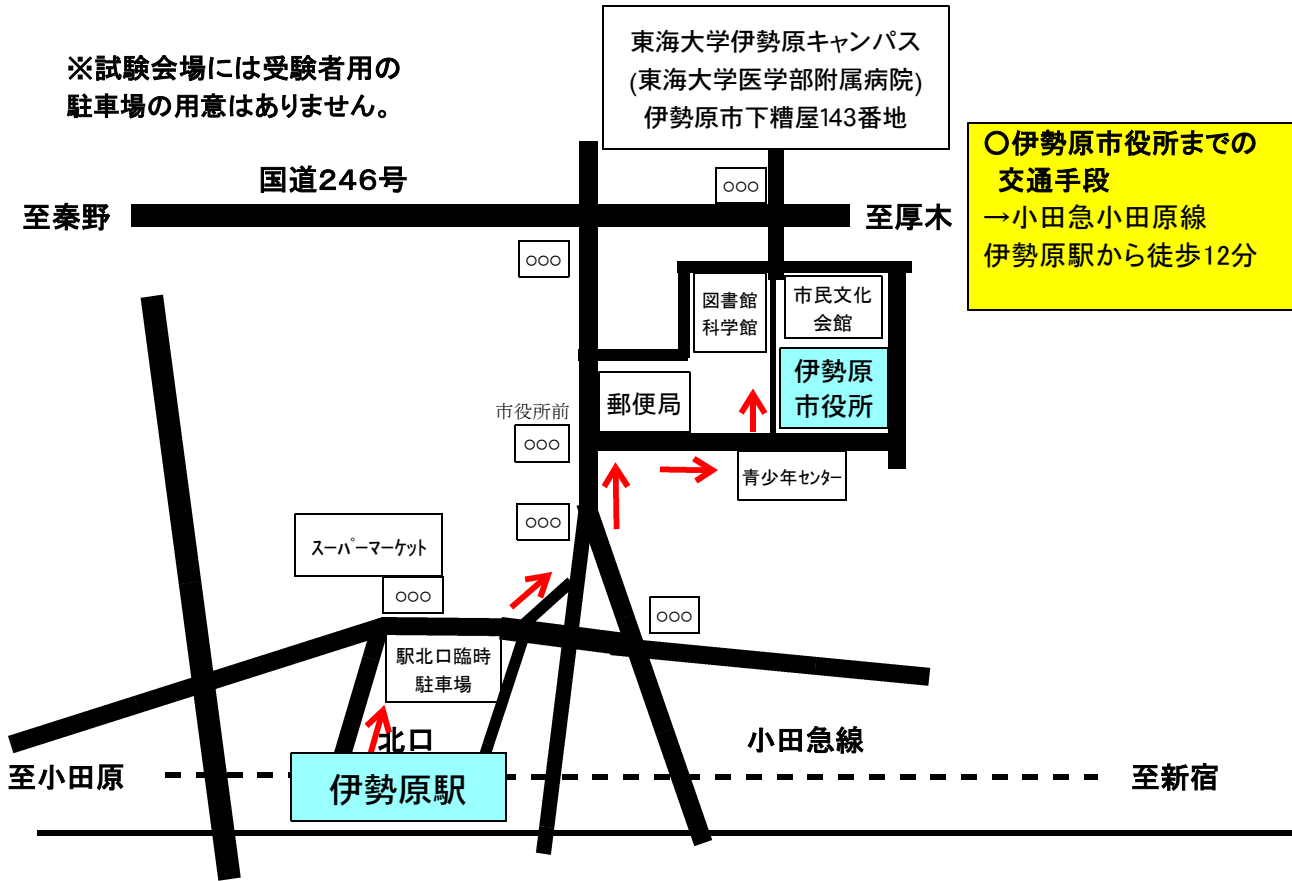 ※試験会場には受験者用の
駐車場の用意はありません。
東海大学伊勢原キャンパス
(東海大学医学部附属病院)
伊勢原市下糟屋143番地
〇伊勢原市役所までの
交通手段
→小田急小田原線
伊勢原駅から徒歩12分
国道246号
○○○
至秦野
至厚木
○○○
図書館
科学館
市民文化
会館
伊勢原
市役所
郵便局
市役所前
○○○
青少年センター
○○○
スーパーマーケット
○○○
○○○
駅北口臨時
駐車場
北口
小田急線
至小田原
伊勢原駅
至新宿